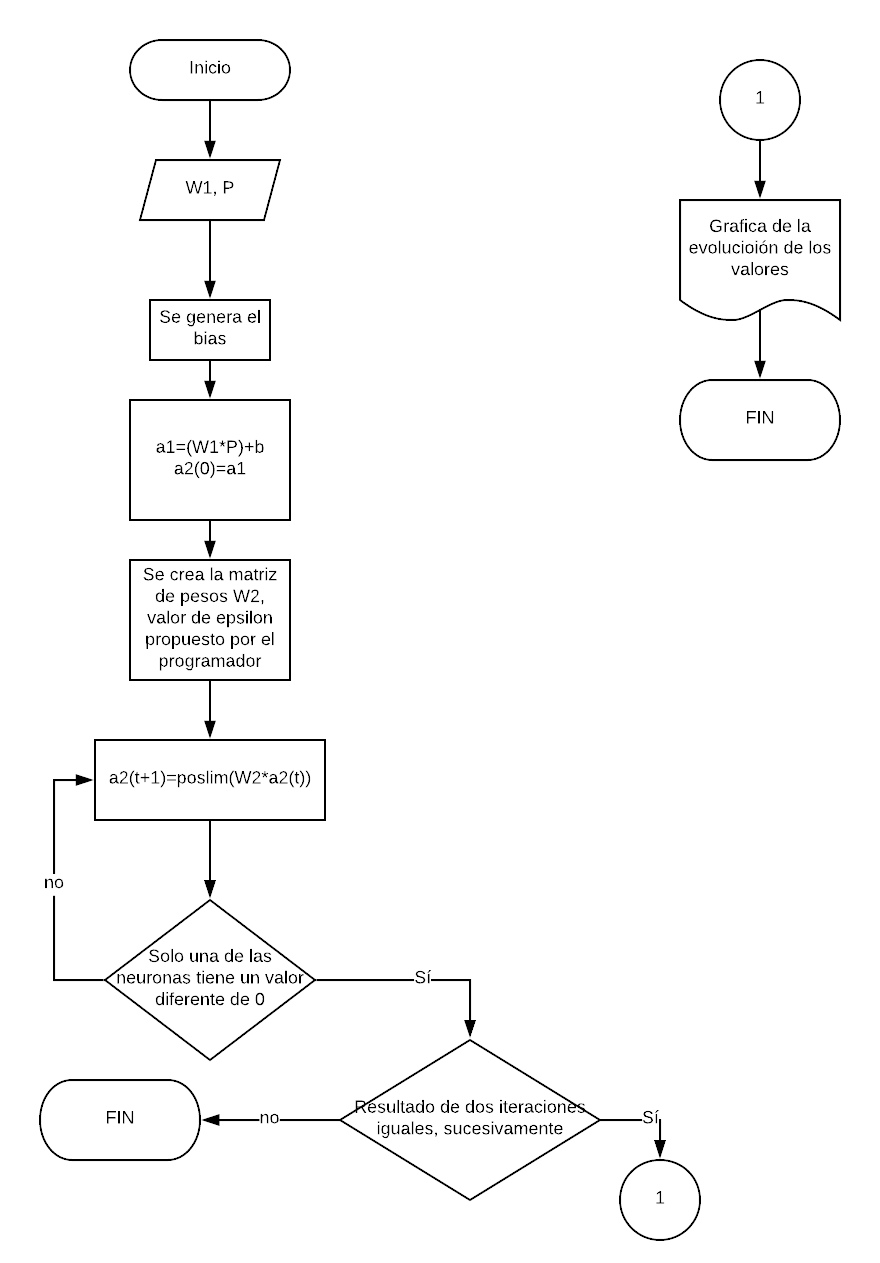 Inicio
W1, P
Se genera el
bias
a1=(W1*P)+b
a2(0)=a1
Se crea la matriz
de pesos W2,
valor de epsilon
propuesto por el
programador
a2(t+1)=poslim(W2*a2(t))
no
Solo una de las
neuronas tiene un valor
diferente de 0
Sí
Resultado de dos iteraciones
iguales, sucesivamente
no
FIN
Sí
1
1
Grafica de la
evolucioión de los
valores
FIN